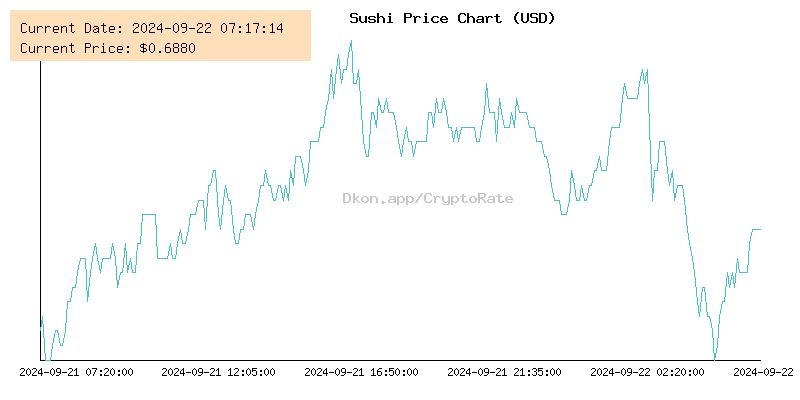 Sushi Price Chart (USD)
Current Date: 2024-09-22 07:17:14
Current Price: $0.6880
Dkon.app/CryptoRate
2024-09-21 07:20:00 2024-09-21 12:05:00 2024-09-21 16:50:00 2024-09-21 21:35:00 2024-09-22 02:20:00 2024-09-22